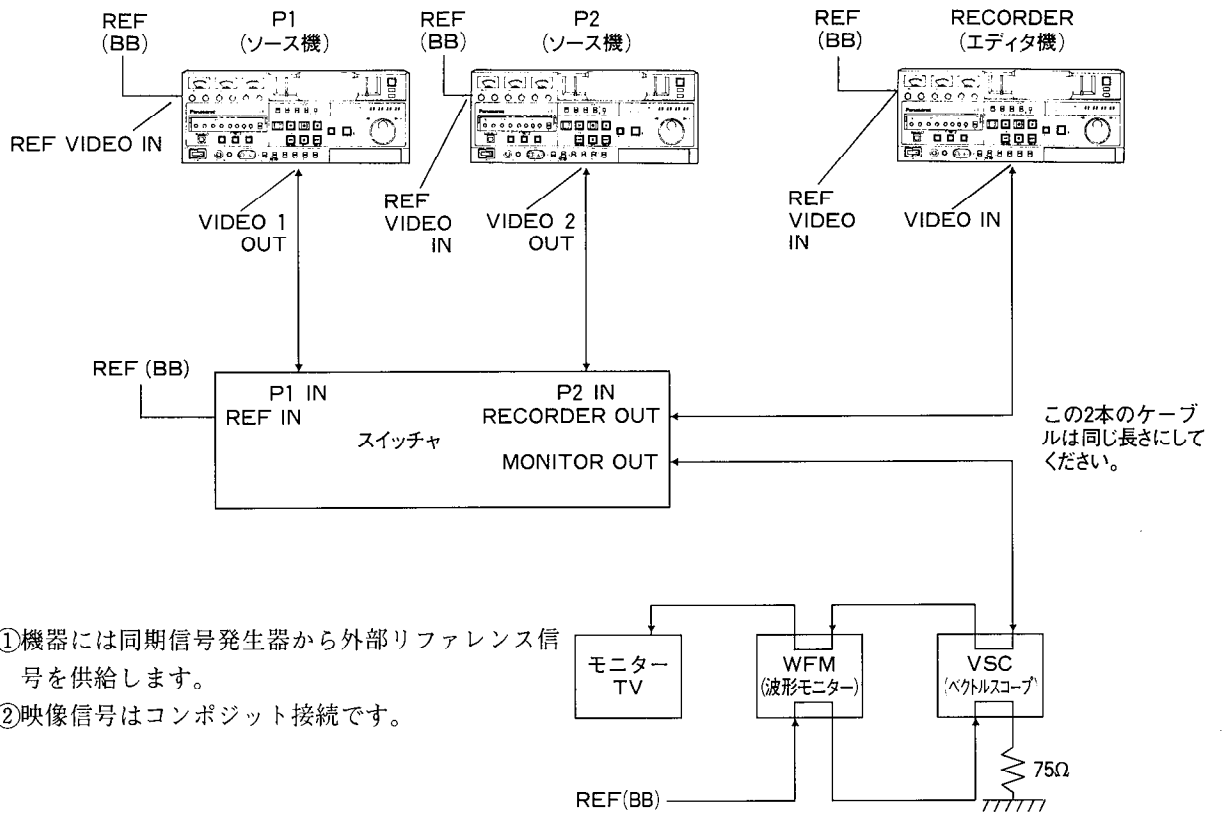 REF
(BB)
P1
(ソース機)
REF
(BB)
P2
(ソース機)
REF
(BB)
RECORDER
(エディタ機)
Panasonic
Panasonic
Panasonic
REF VIDEO IN
VIDEO 1
OUT
REF
VIDEO
IN
VIDEO 2
OUT
REF
VIDEO
IN
VIDEO IN
REF (BB)
P1 IN
P2 IN
REF IN
RECORDER OUT
スイッチャ
MONITOR OUT
この2本のケーブ
ルは同じ長さにして
ください。
①機器には同期信号発生器から外部リファレンス信
号を供給します。
②映像信号はコンポジット接続です。
モニター
TV
WFM
(波形モニター)
VSC
(ベクトルスコープ)
75Ω
REF(BB)